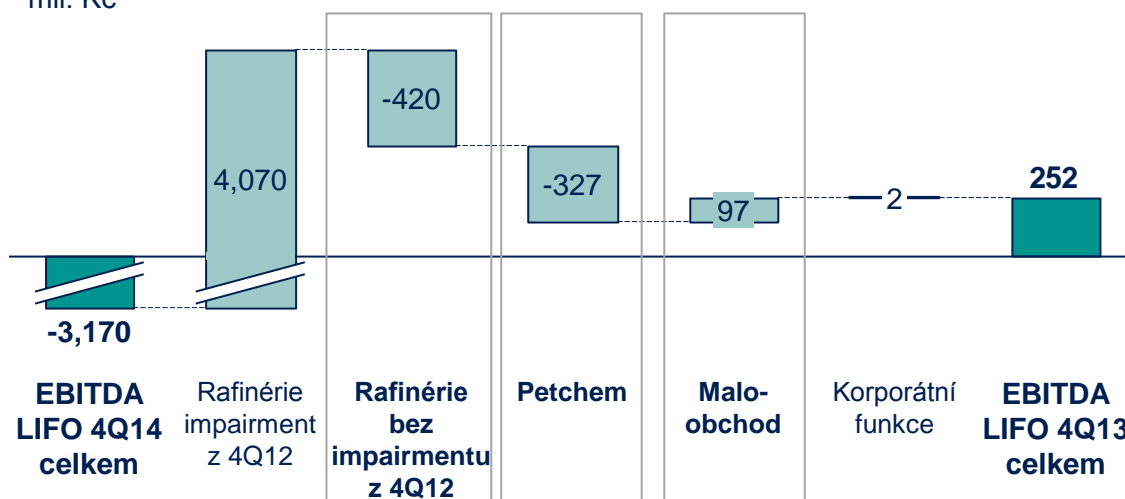 mil. Kč
-420
4,070
-327
97
2
252
-3,170
EBITDA
LIFO 4Q14
celkem
Rafinérie
impairment
z 4Q12
Rafinérie
bez
impairmentu
z 4Q12
Petchem
Malo-
obchod
Korporátní
funkce
EBITDA
LIFO 4Q13
celkem